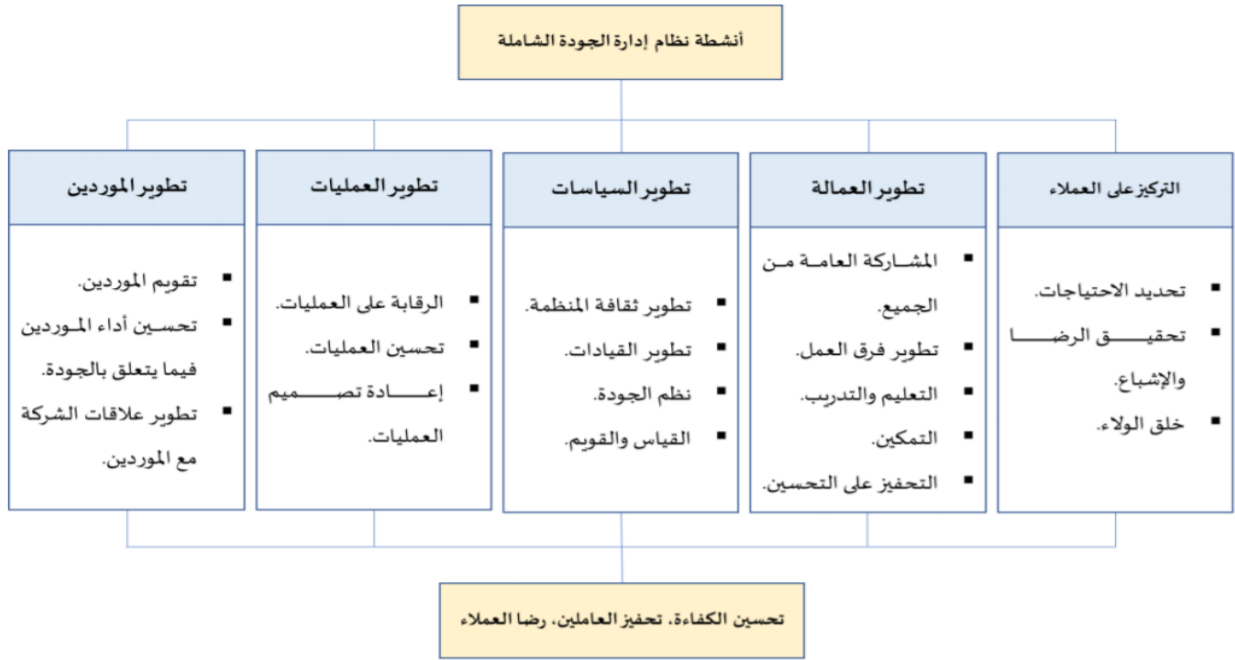 أنشطة نظام إدارة الجودة الشاملة
التركيز على العملاء
تحديد الاحتياجات.
تحقيق الرضا
والإشباع.
خلق الولاء.
تطوير العمالة
المشاركة العامة من
الجميع.
تطوير فرق العمل.
التعليم والتدريب.
التمكين.
التحفيز على التحسين.
تطوير السياسات
تطوير ثقافة المنظمة.
تطوير القيادات.
نظم الجودة.
القياس والقويم.
تطوير العمليات
الرقابة على العمليات.
تحسين العمليات.
إعادة تصميم
العمليات.
تطوير الموردين
تقويم الموردين.
تحسين أداء الموردين
فيما يتعلق بالجودة.
تطوير علاقات الشركة
مع الموردين.
تحسين الكفاءة، تحفيز العاملين، رضا العملاء